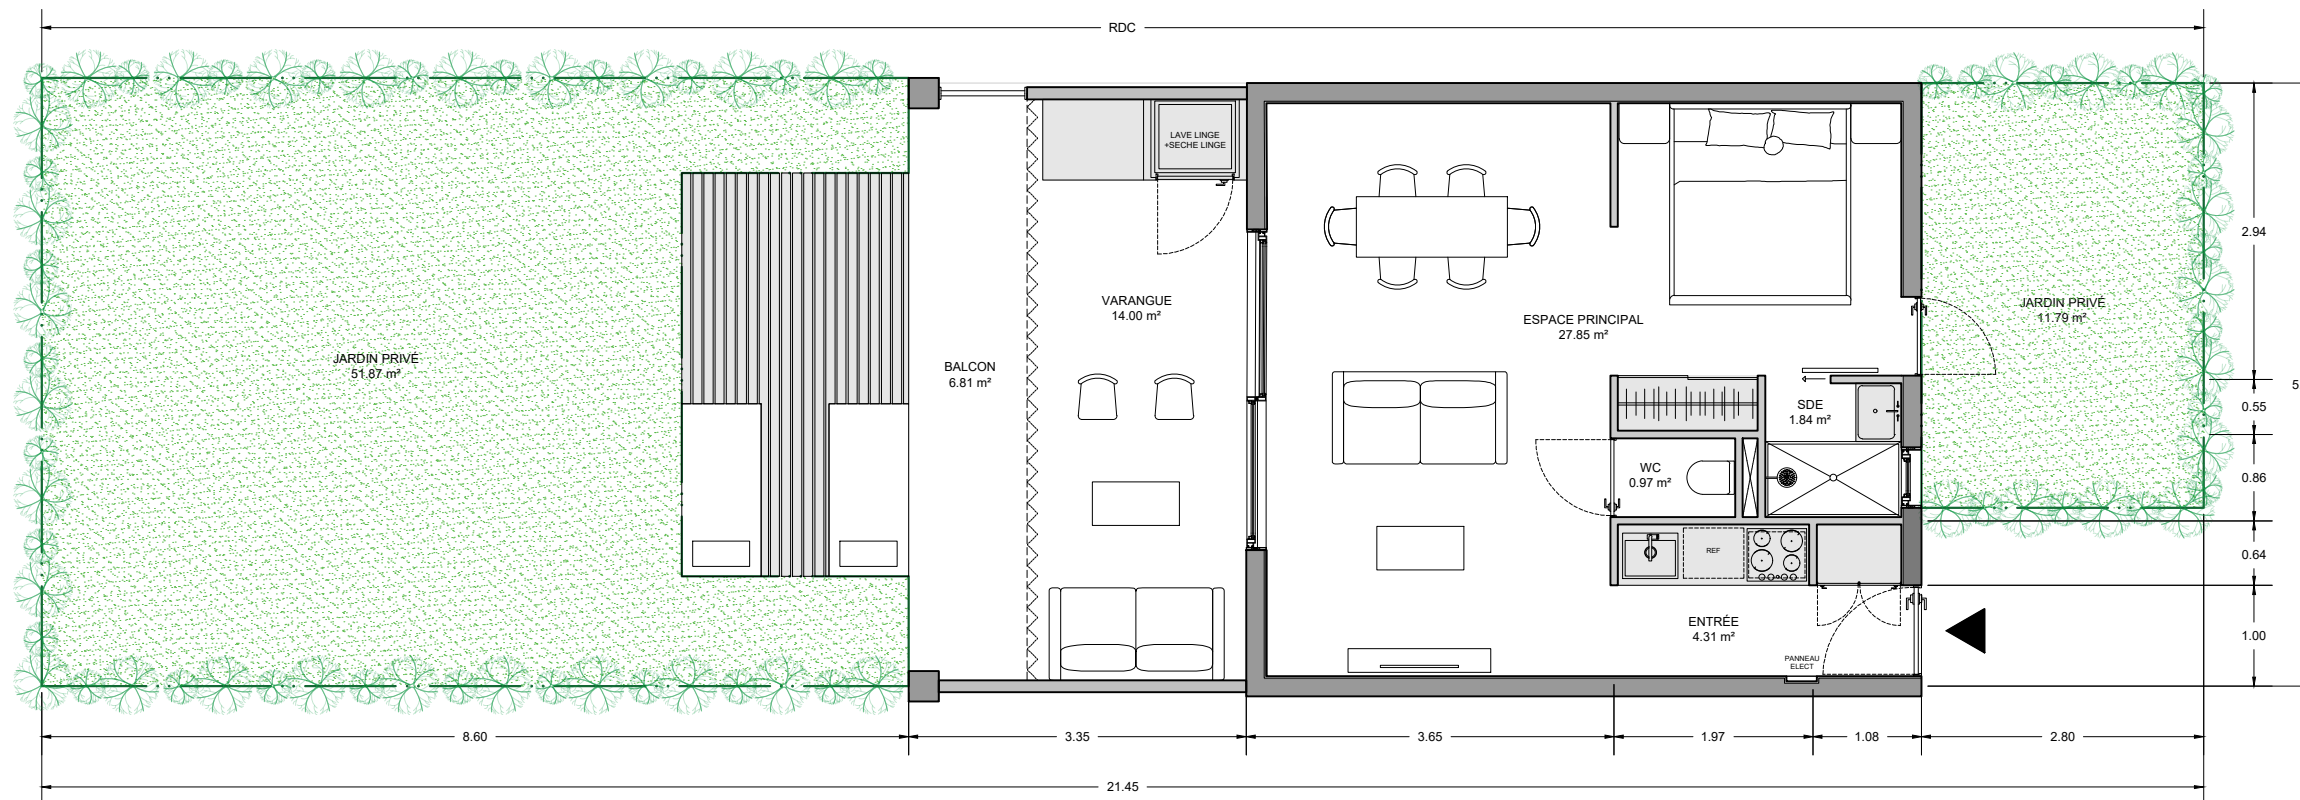 RDC
LAVE LINGE
+SECHE LINGE
2.94
VARANGUE
14.00 m²
ESPACE PRINCIPAL
27.85 m²
JARDIN PRIVÉ
11.79 m²
JARDIN PRIVÉ
51.87 m²
BALCON
6.81 m²
5
SDE
1.84 m²
0.55
WC
0.97 m²
0.86
REF
0.64
ENTRÉE
4.31 m²
1.00
PANNEAU
ELECT
8.60
3.35
3.65
1.97
1.08
2.80
21.45